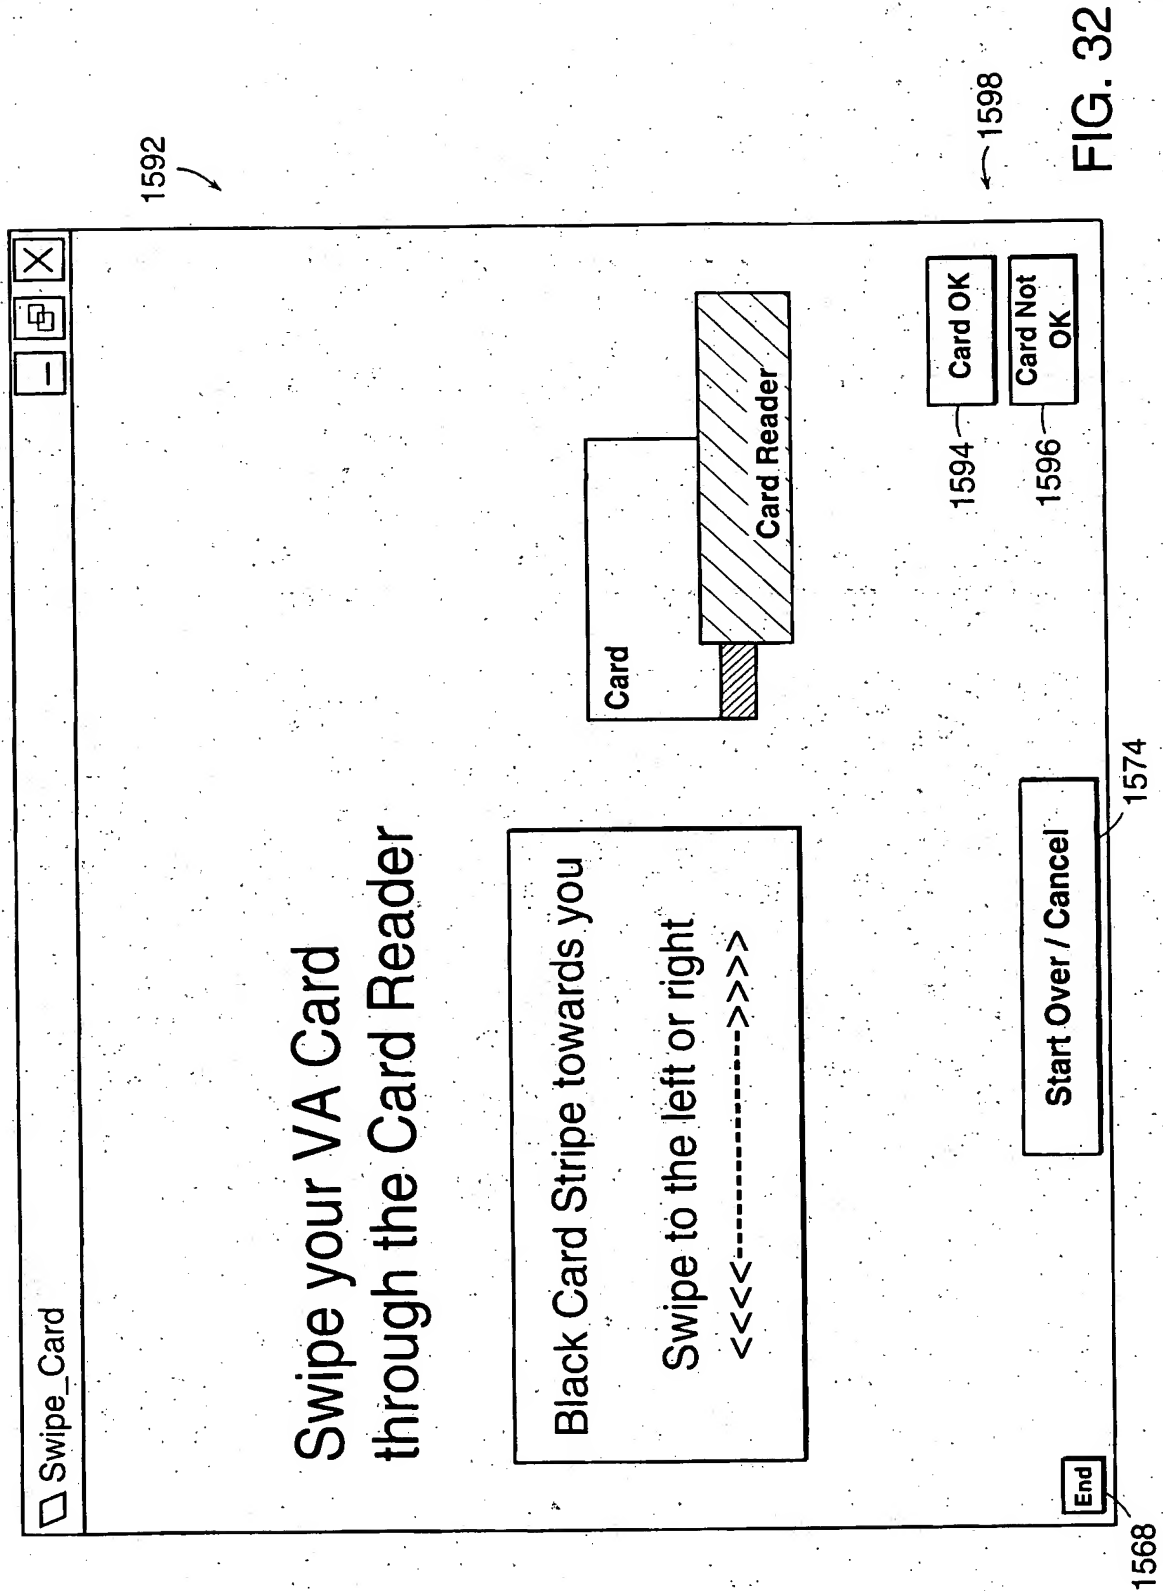 Swipe_Card
1592
Swipe your VA Card
through the Card Reader
Black Card Stripe towards you
Swipe to the left or right
<<<<-------------->>>>
Card
Card Reader
1594
Card OK
1596
Card Not
OK
1598
Start Over / Cancel
1574
End
1568
FIG. 32